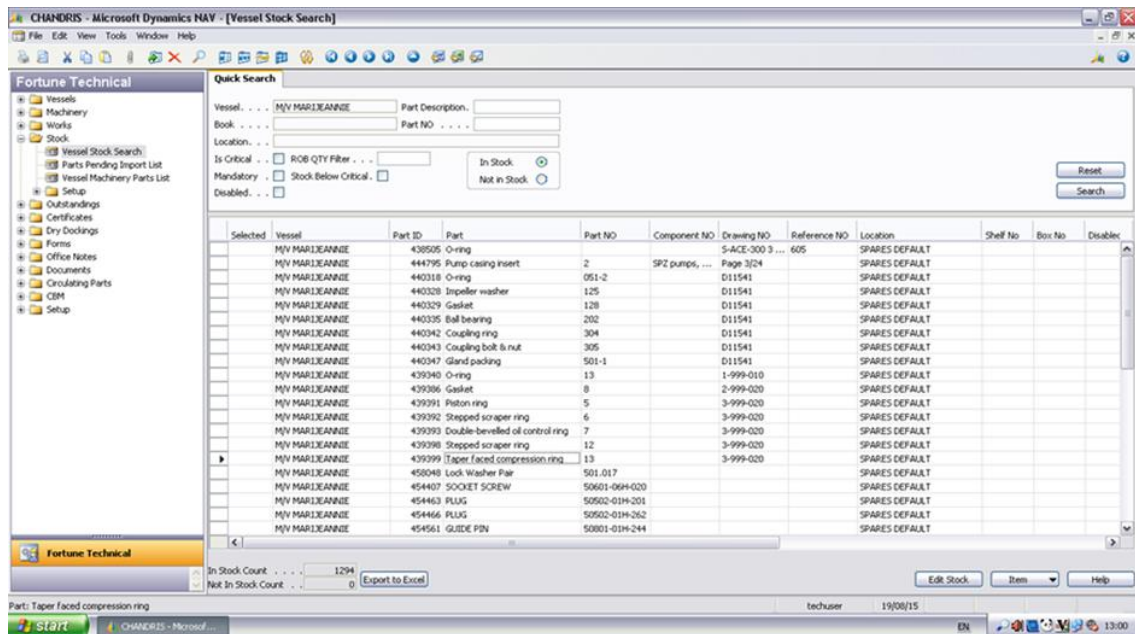 CHANDRIS - Microsoft Dynamics NAV - [Vessel Stock Search]
File Edit View Tools Window Help
Fortune Technical
Vessels
Machinery
Works
Stock
Vessel Stock Search
Parts Pending Import List
Vessel Machinery Parts List
Setup
Outstandings
Certificates
Dry Dockings
Forms
Office Notes
Documents
Circulating Parts
CBM
Setup
Fortune Technical
Quick Search
Vessel. . . . M/V MARIJEANNIE Part Description.
Book . . . . Part NO . . . .
Location. . .
Is Critical . . ROB QTY Filter . . . In Stock
Mandatory . Stock Below Critical . Not in Stock
Disabled. . .
Reset
Search
Selected Vessel Part ID Part Part NO Component NO Drawing NO Reference NO Location Shelf No Box No Disablec
M/V MARIJEANNIE 438505 O-ring S-ACE-300 3 ... 605 SPARES DEFAULT
M/V MARIJEANNIE 444795 Pump casing insert 2 SPZ pumps, ... Page 3/24 SPARES DEFAULT
M/V MARIJEANNIE 440318 O-ring 051-2 D11541 SPARES DEFAULT
M/V MARIJEANNIE 440328 Impeller washer 125 D11541 SPARES DEFAULT
M/V MARIJEANNIE 440329 Gasket 128 D11541 SPARES DEFAULT
M/V MARIJEANNIE 440335 Ball bearing 202 D11541 SPARES DEFAULT
M/V MARIJEANNIE 440342 Coupling ring 304 D11541 SPARES DEFAULT
M/V MARIJEANNIE 440343 Coupling bolt & nut 305 D11541 SPARES DEFAULT
M/V MARIJEANNIE 440347 Gland packing 501-1 D11541 SPARES DEFAULT
M/V MARIJEANNIE 439340 O-ring 13 1-999-010 SPARES DEFAULT
M/V MARIJEANNIE 439386 Gasket 8 2-999-020 SPARES DEFAULT
M/V MARIJEANNIE 439391 Piston ring 5 3-999-020 SPARES DEFAULT
M/V MARIJEANNIE 439392 Stepped scraper ring 6 3-999-020 SPARES DEFAULT
M/V MARIJEANNIE 439393 Double-bevelled oil control ring 7 3-999-020 SPARES DEFAULT
M/V MARIJEANNIE 439398 Stepped scraper ring 12 3-999-020 SPARES DEFAULT
M/V MARIJEANNIE 439399 Taper faced compression ring 13 3-999-020 SPARES DEFAULT
M/V MARIJEANNIE 458048 Lock Washer Pair 501.017 SPARES DEFAULT
M/V MARIJEANNIE 454407 SOCKET SCREW 50601-06H-020 SPARES DEFAULT
M/V MARIJEANNIE 454463 PLUG 50502-01H-201 SPARES DEFAULT
M/V MARIJEANNIE 454466 PLUG 50502-01H-262 SPARES DEFAULT
M/V MARIJEANNIE 454561 GUIDE PIN 50801-01H-244 SPARES DEFAULT
In Stock Count . . . . 1294
Not In Stock Count . . 0 Export to Excel Edit Stock Item Help
Part: Taper faced compression ring techuser 19/08/15
start CHANDRIS - Microsof... EN 13:00